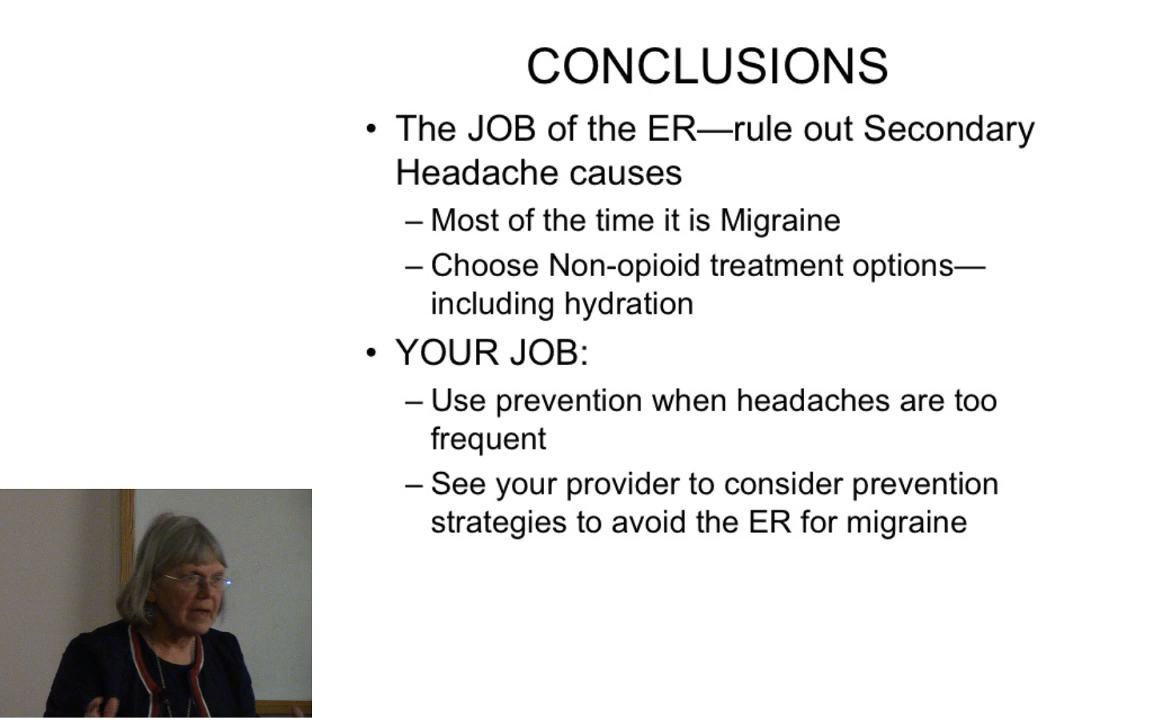 CONCLUSIONS
• The JOB of the ER—rule out Secondary
Headache causes
– Most of the time it is Migraine
– Choose Non-opioid treatment options—
including hydration
• YOUR JOB:
– Use prevention when headaches are too
frequent
– See your provider to consider prevention
strategies to avoid the ER for migraine